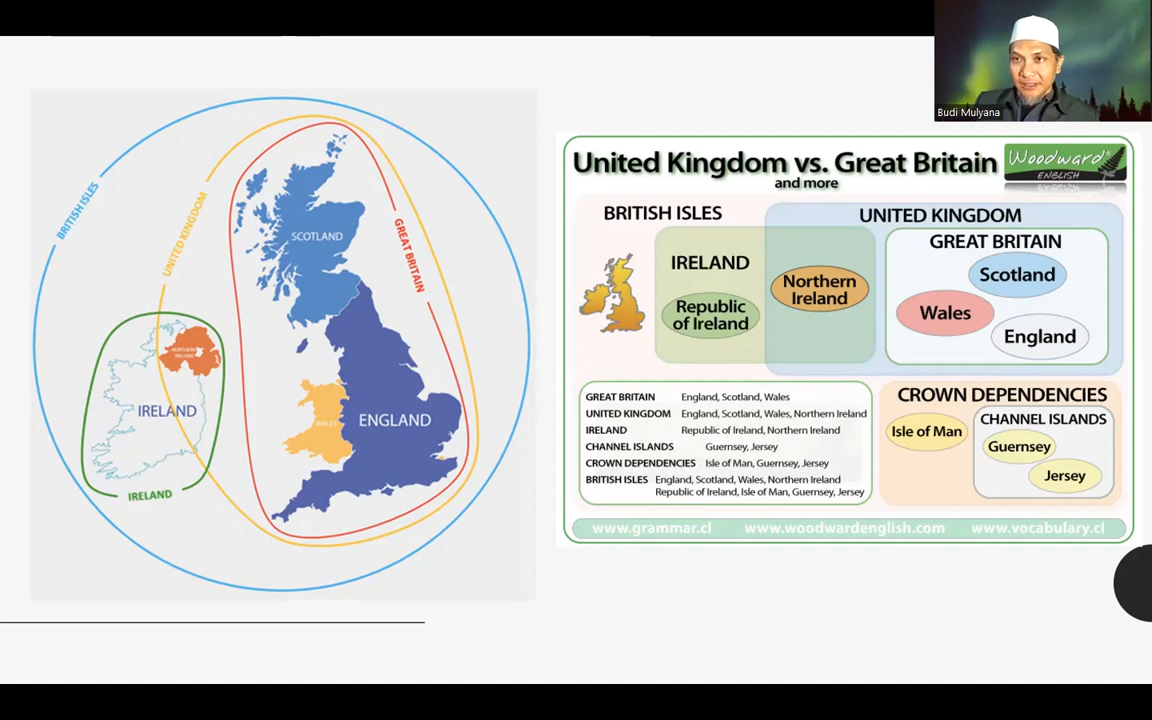 Budi Mulyana
BRITISH ISLES
UNITED KINGDOM
GREAT BRITAIN
SCOTLAND
NORTHERN
IRELAND
IRELAND
WALES
ENGLAND
IRELAND
United Kingdom vs. Great Britain
and more
Woodward®
ENGLISH
BRITISH ISLES
UNITED KINGDOM
GREAT BRITAIN
IRELAND
Scotland
Northern
Ireland
Republic
of Ireland
Wales
England
GREAT BRITAIN England, Scotland, Wales
UNITED KINGDOM England, Scotland, Wales, Northern Ireland
IRELAND Republic of Ireland, Northern Ireland
CHANNEL ISLANDS Guernsey, Jersey
CROWN DEPENDENCIES Isle of Man, Guernsey, Jersey
BRITISH ISLES England, Scotland, Wales, Northern Ireland
Republic of Ireland, Isle of Man, Guernsey, Jersey
CROWN DEPENDENCIES
Isle of Man
CHANNEL ISLANDS
Guernsey
Jersey
www.grammar.cl www.woodwardenglish.com www.vocabulary.cl